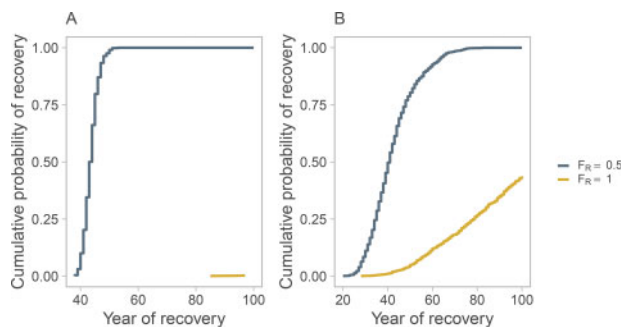 A
B
Cumulative probability of recovery
1.00
0.75
0.50
0.25
0.00
40
60
80
100
Year of recovery
Cumulative probability of recovery
1.00
0.75
0.50
0.25
0.00
20
40
60
80
100
Year of recovery
FR = 0.5
FR = 1